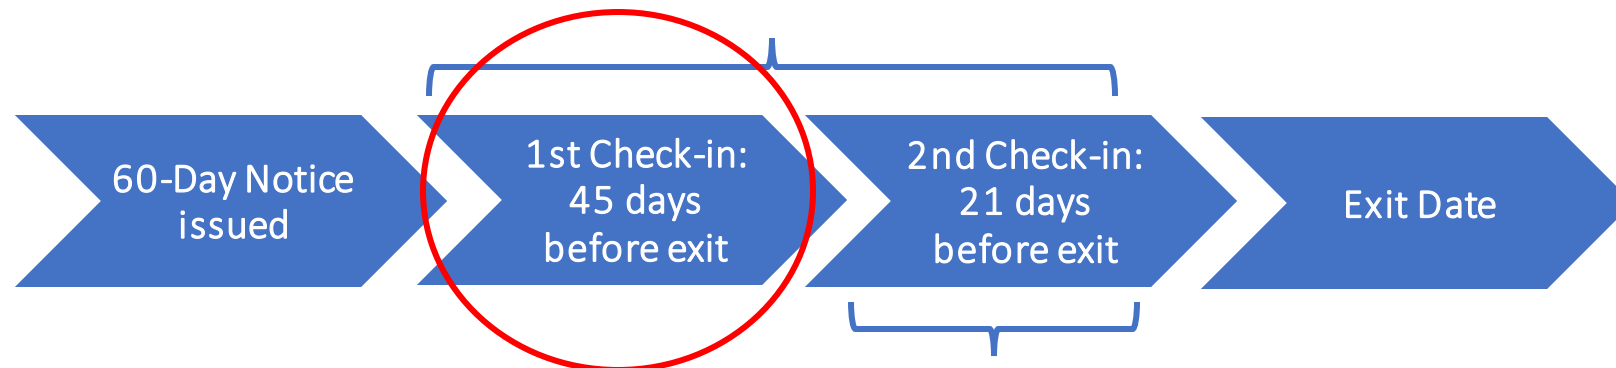 60-Day Notice
issued
1st Check-in:
45 days
before exit
2nd Check-in:
21 days
before exit
Exit Date